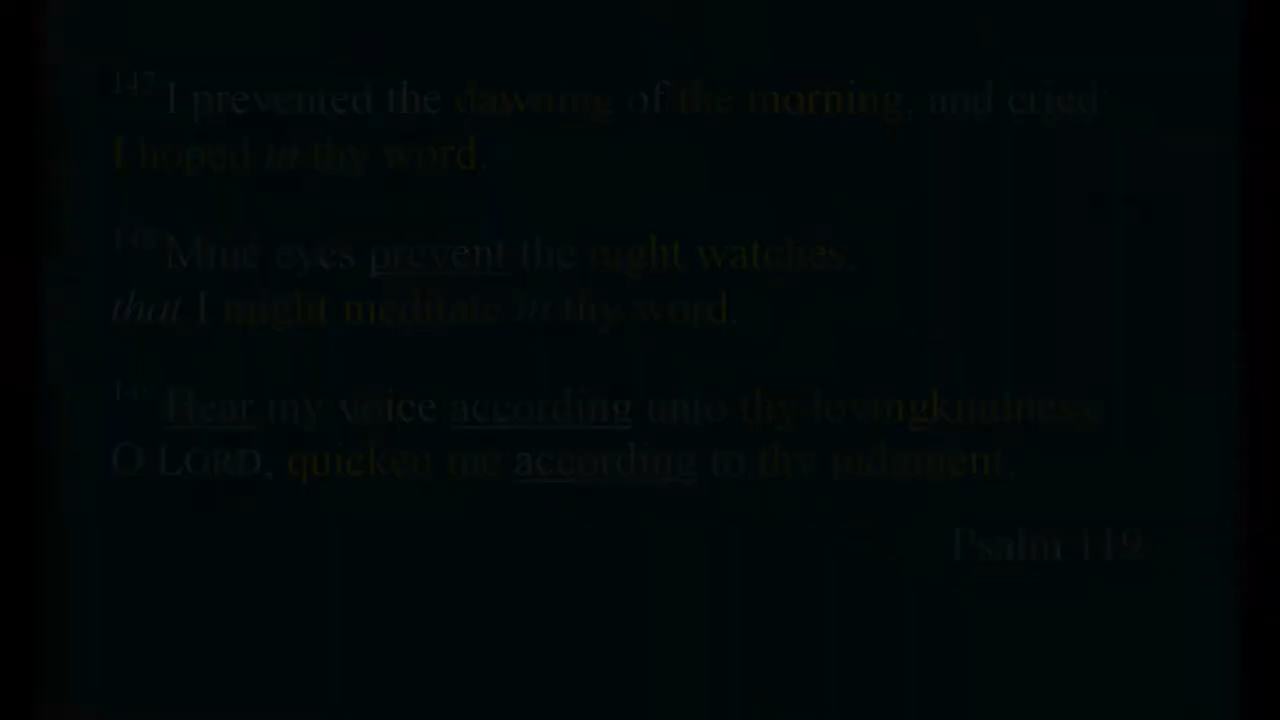 147 I prevented the dawning of the morning, and cried
I hoped in thy word.
148 Mine eyes prevent the night watches,
that I might meditate in thy word.
Hear my voice according unto thy lovingkindness
O LORD, quicken me according to thy judgment.
Psalm 119